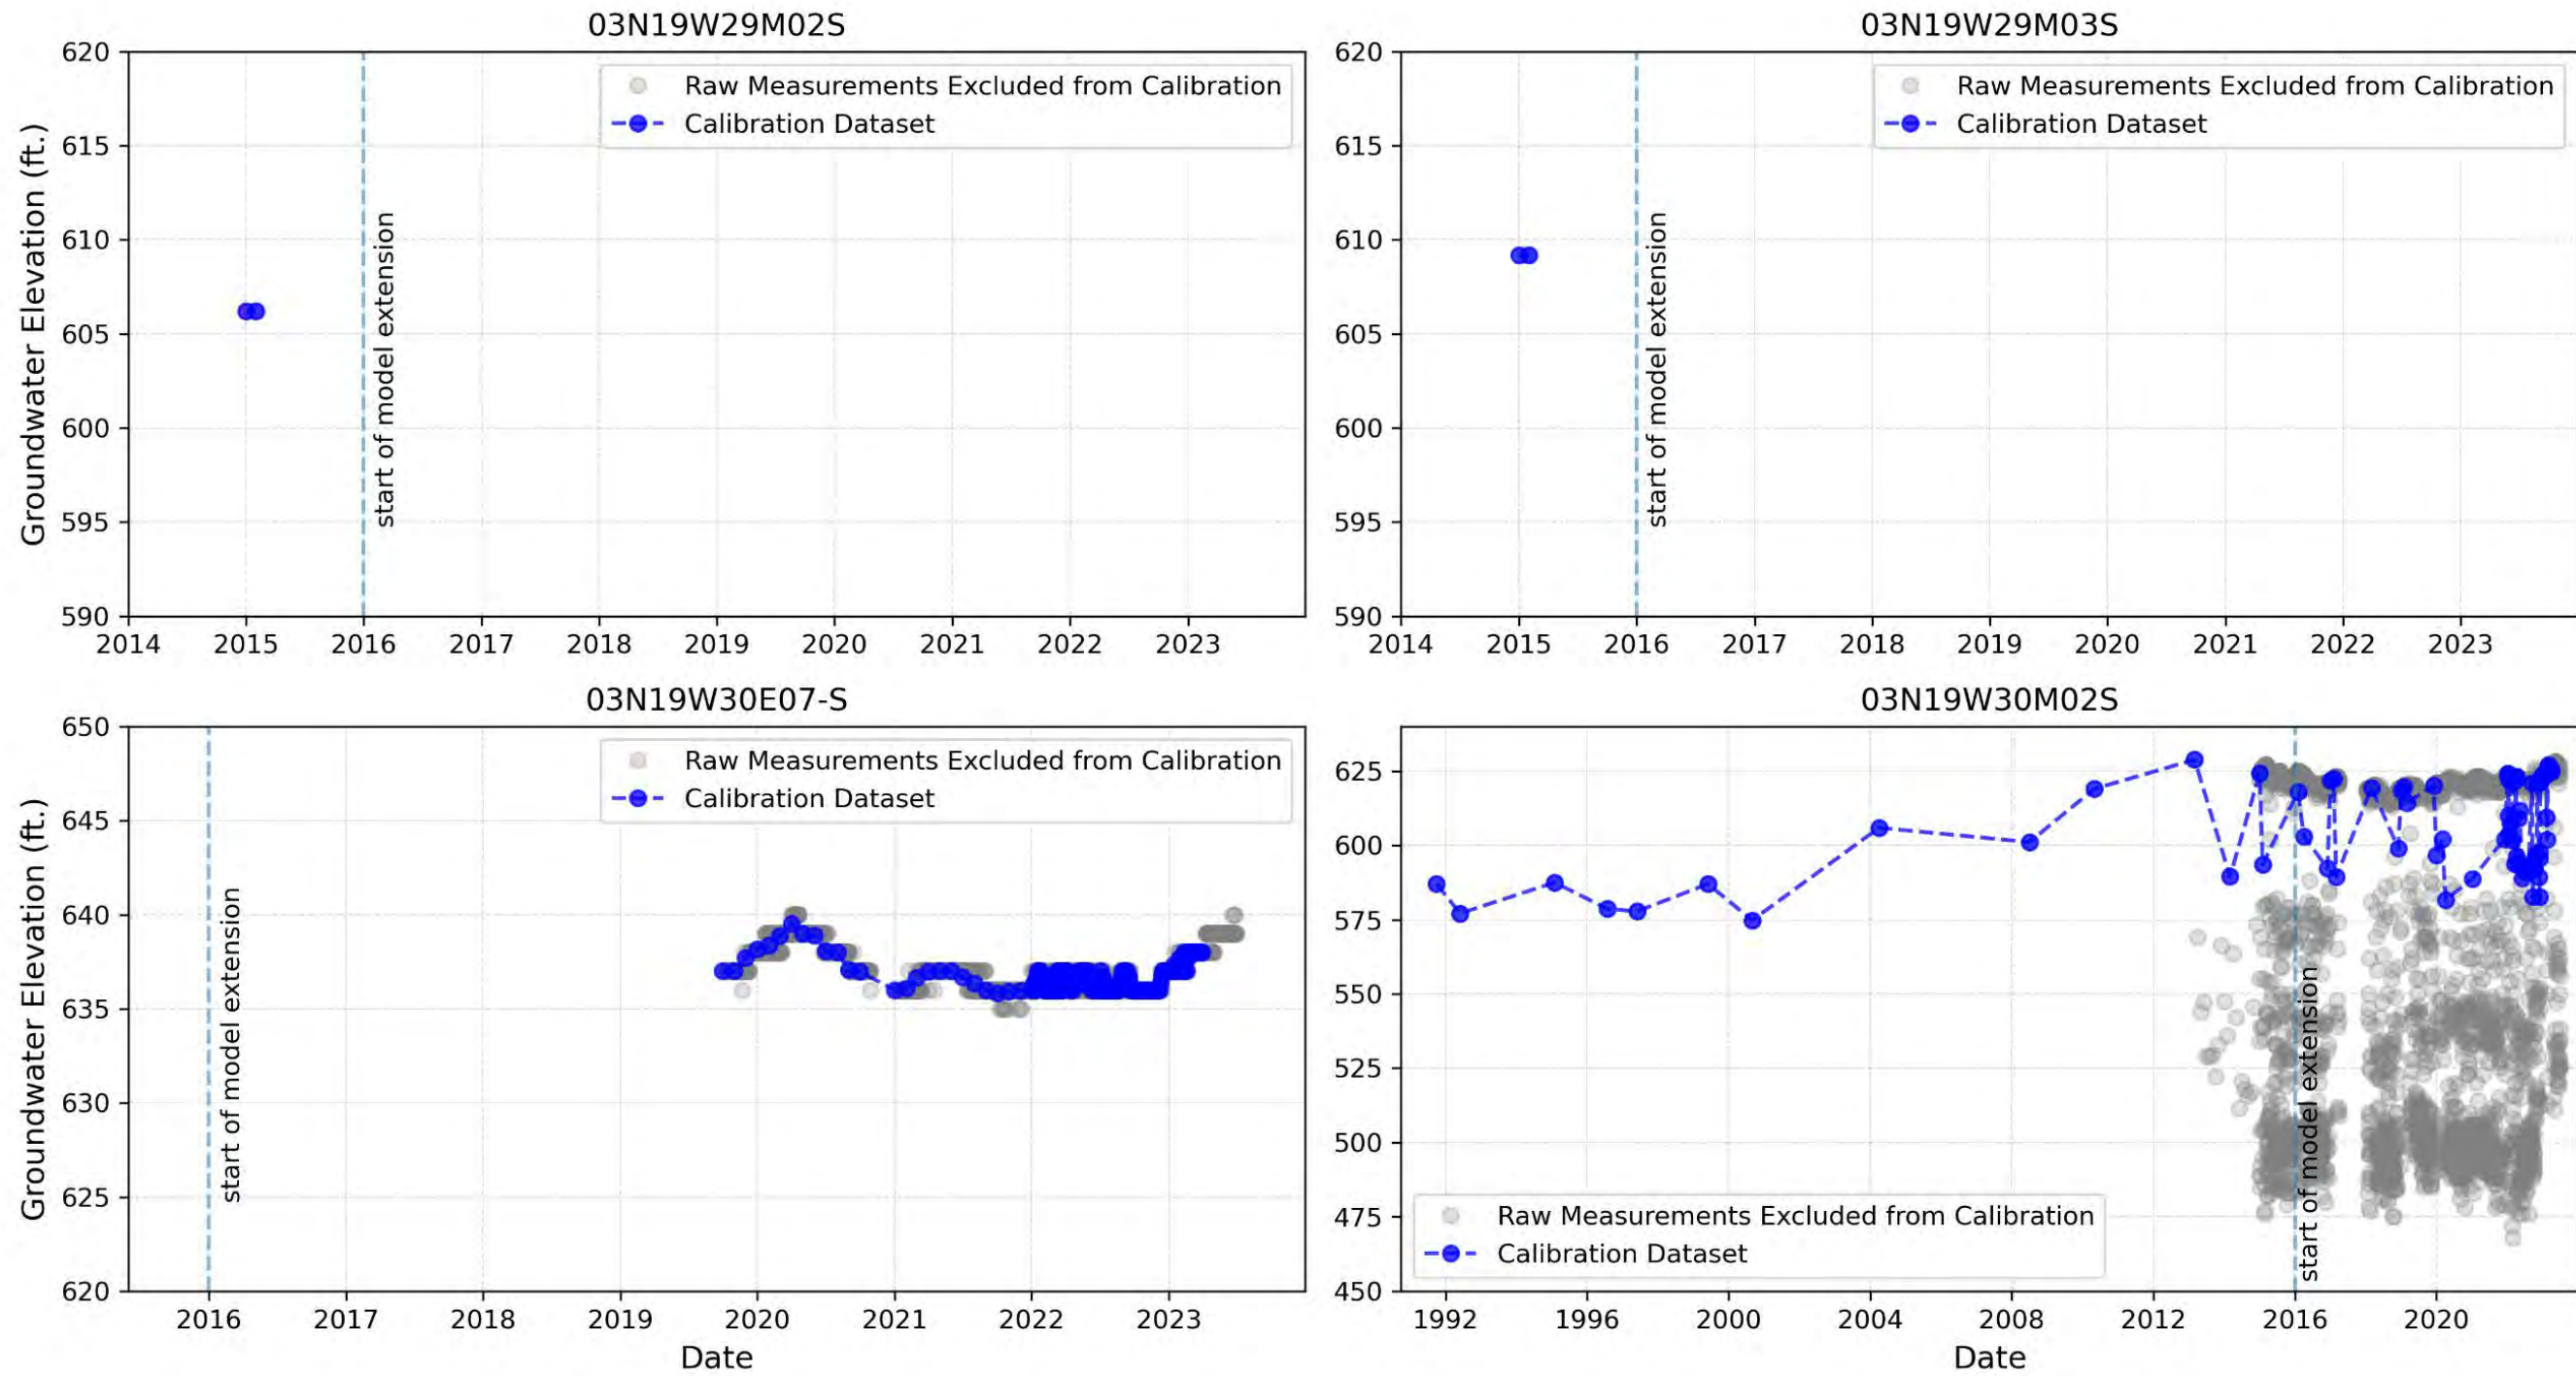 03N19W29M02S
620
615
610
605
600
595
590
Groundwater Elevation (ft.)
Raw Measurements Excluded from Calibration
Calibration Dataset
start of model extension
2014 2015 2016 2017 2018 2019 2020 2021 2022 2023
03N19W29M03S
620
615
610
605
600
595
590
Raw Measurements Excluded from Calibration
Calibration Dataset
start of model extension
2014 2015 2016 2017 2018 2019 2020 2021 2022 2023
03N19W30E07-S
650
645
640
635
630
625
620
Groundwater Elevation (ft.)
Raw Measurements Excluded from Calibration
Calibration Dataset
start of model extension
2016 2017 2018 2019 2020 2021 2022 2023
Date
03N19W30M02S
625
600
575
550
525
500
475
450
Raw Measurements Excluded from Calibration
Calibration Dataset
start of model extension
1992 1996 2000 2004 2008 2012 2016 2020
Date